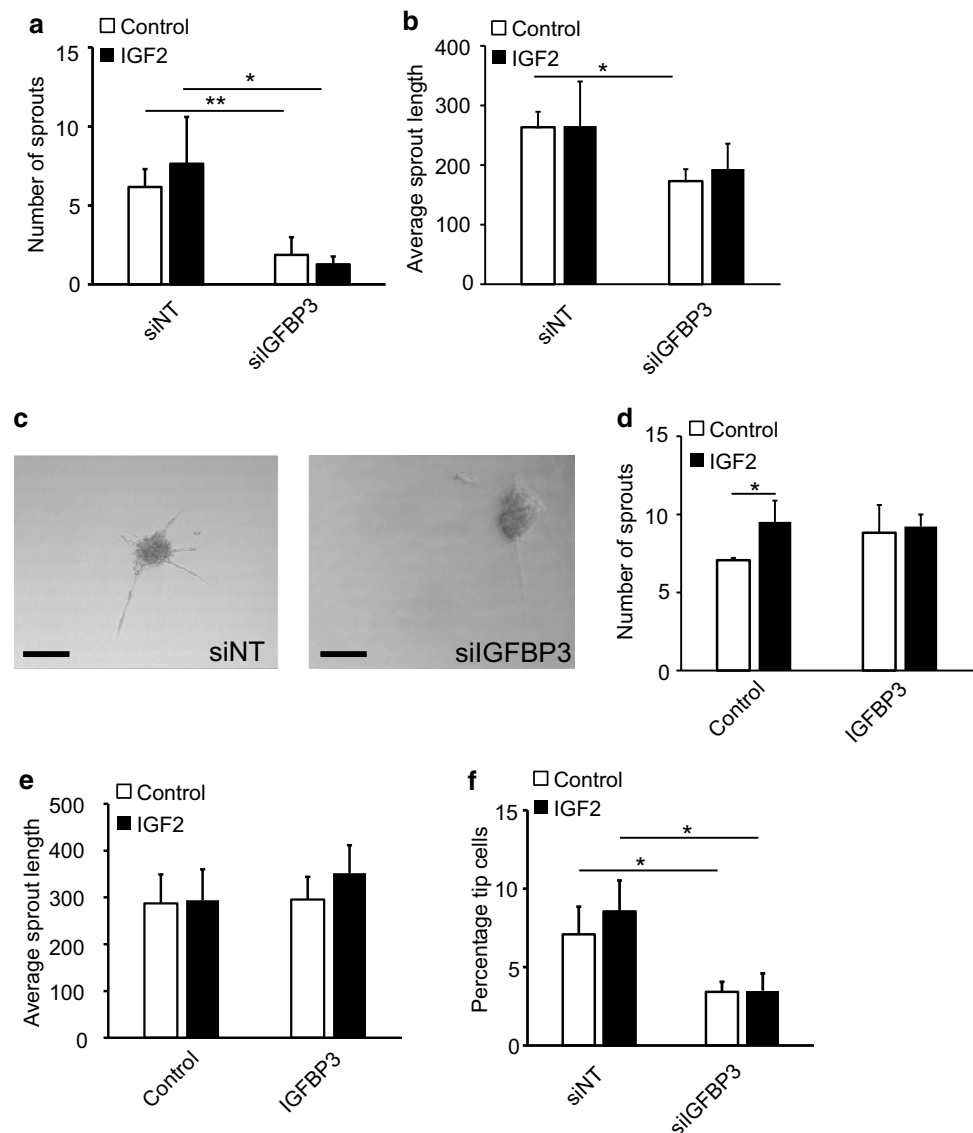 a
Control
IGF2
Number of sprouts
15
10
5
0
*
**
siNT
siIGFBP3
b
Control
IGF2
Average sprout length
400
300
200
100
0
*
siNT
siIGFBP3
c
siNT
siIGFBP3
d
Control
IGF2
Number of sprouts
15
10
5
0
*
Control
IGFBP3
e
Control
IGF2
Average sprout length
500
400
300
200
100
0
Control
IGFBP3
f
Control
IGF2
Percentage tip cells
15
10
5
0
*
*
siNT
siIGFBP3